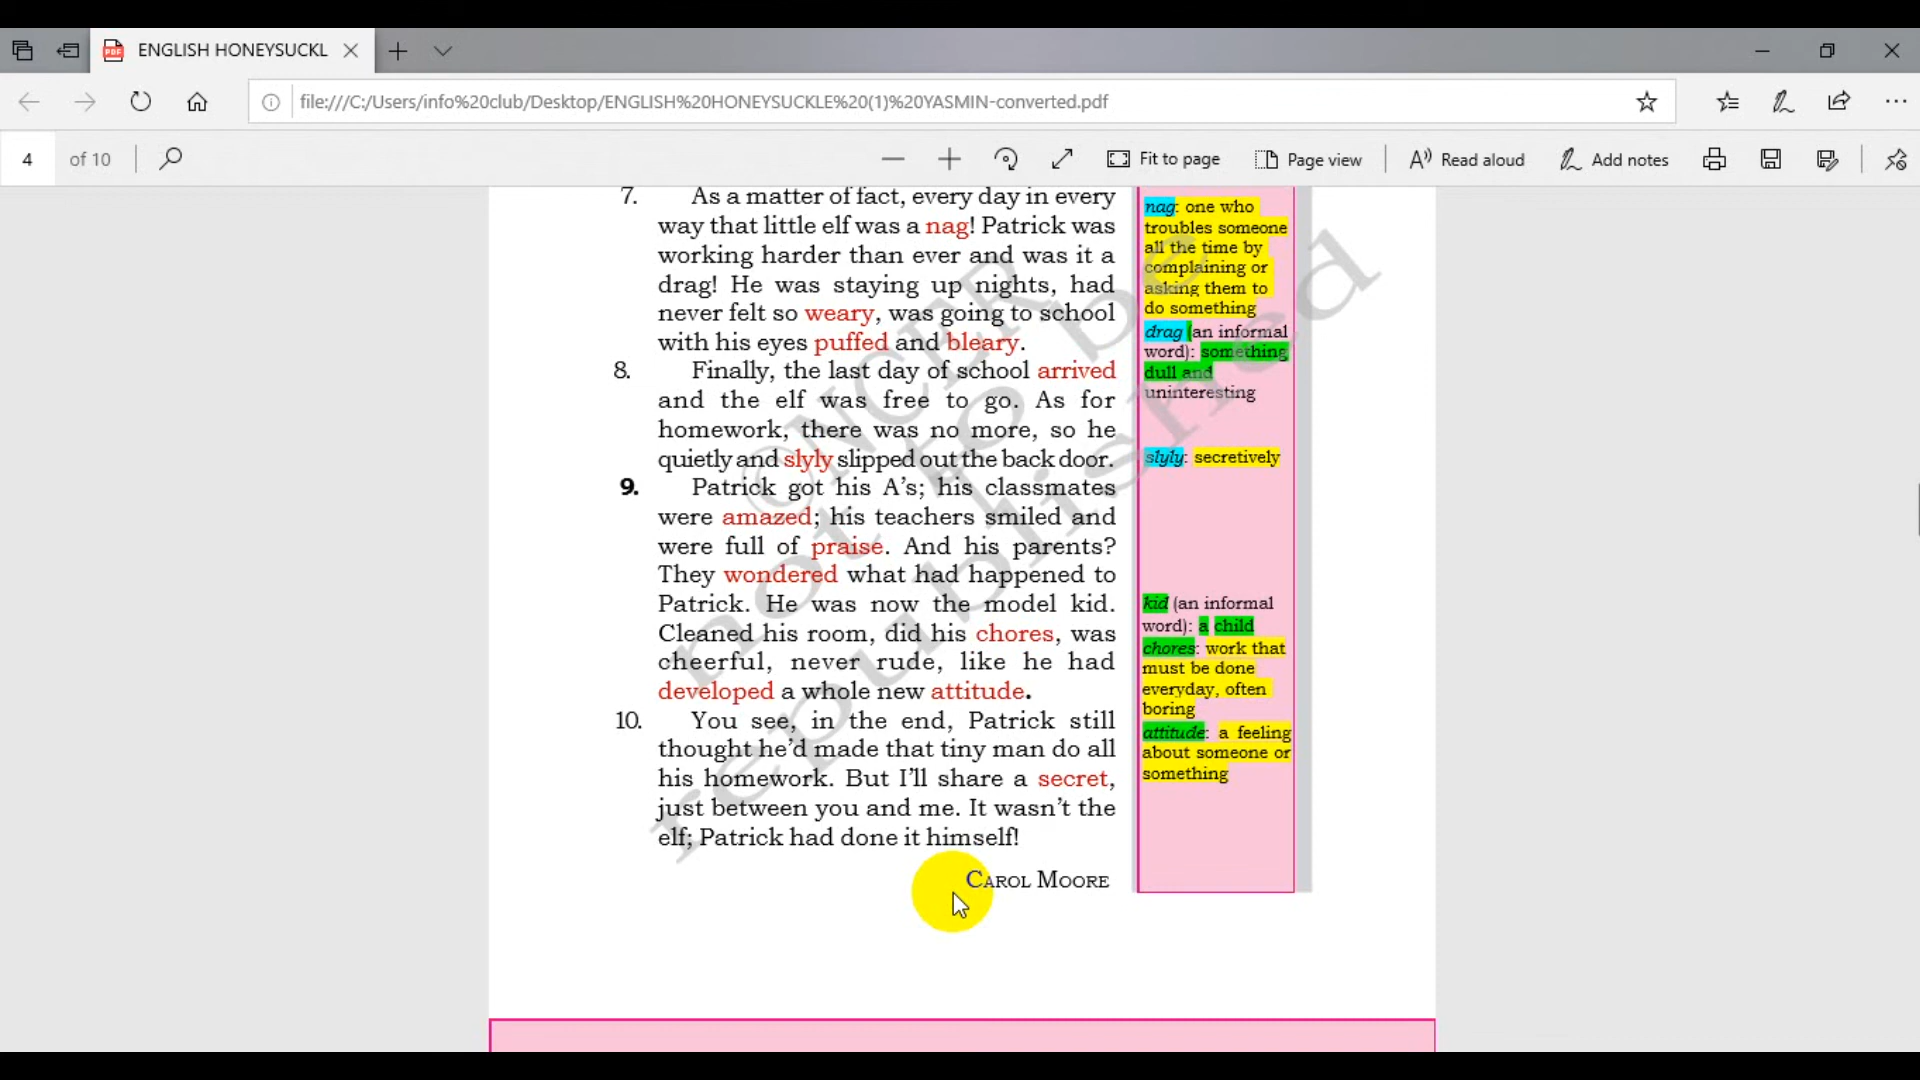 ENGLISH HONEYSUCKL
file:///C:/Users/info%20club/Desktop/ENGLISH%20HONEYSUCKLE%20(1)%20YASMIN-converted.pdf
4 of 10
Fit to page
Page view
Read aloud
Add notes
7. As a matter of fact, every day in every
way that little elf was a nag! Patrick was
working harder than ever and was it a
drag! He was staying up nights, had
never felt so weary, was going to school
with his eyes puffed and bleary.
8. Finally, the last day of school arrived
and the elf was free to go. As for
homework, there was no more, so he
quietly and slyly slipped out the back door.
9. Patrick got his A’s; his classmates
were amazed; his teachers smiled and
were full of praise. And his parents?
They wondered what had happened to
Patrick. He was now the model kid.
Cleaned his room, did his chores, was
cheerful, never rude, like he had
developed a whole new attitude.
10. You see, in the end, Patrick still
thought he’d made that tiny man do all
his homework. But I’ll share a secret,
just between you and me. It wasn’t the
elf; Patrick had done it himself!
CAROL MOORE
nag: one who
troubles someone
all the time by
complaining or
asking them to
do something
drag (an informal
word): something
dull and
uninteresting
slyly: secretively
kid (an informal
word): a child
chores: work that
must be done
everyday, often
boring
attitude: a feeling
about someone or
something
©NCER
not to be
republished